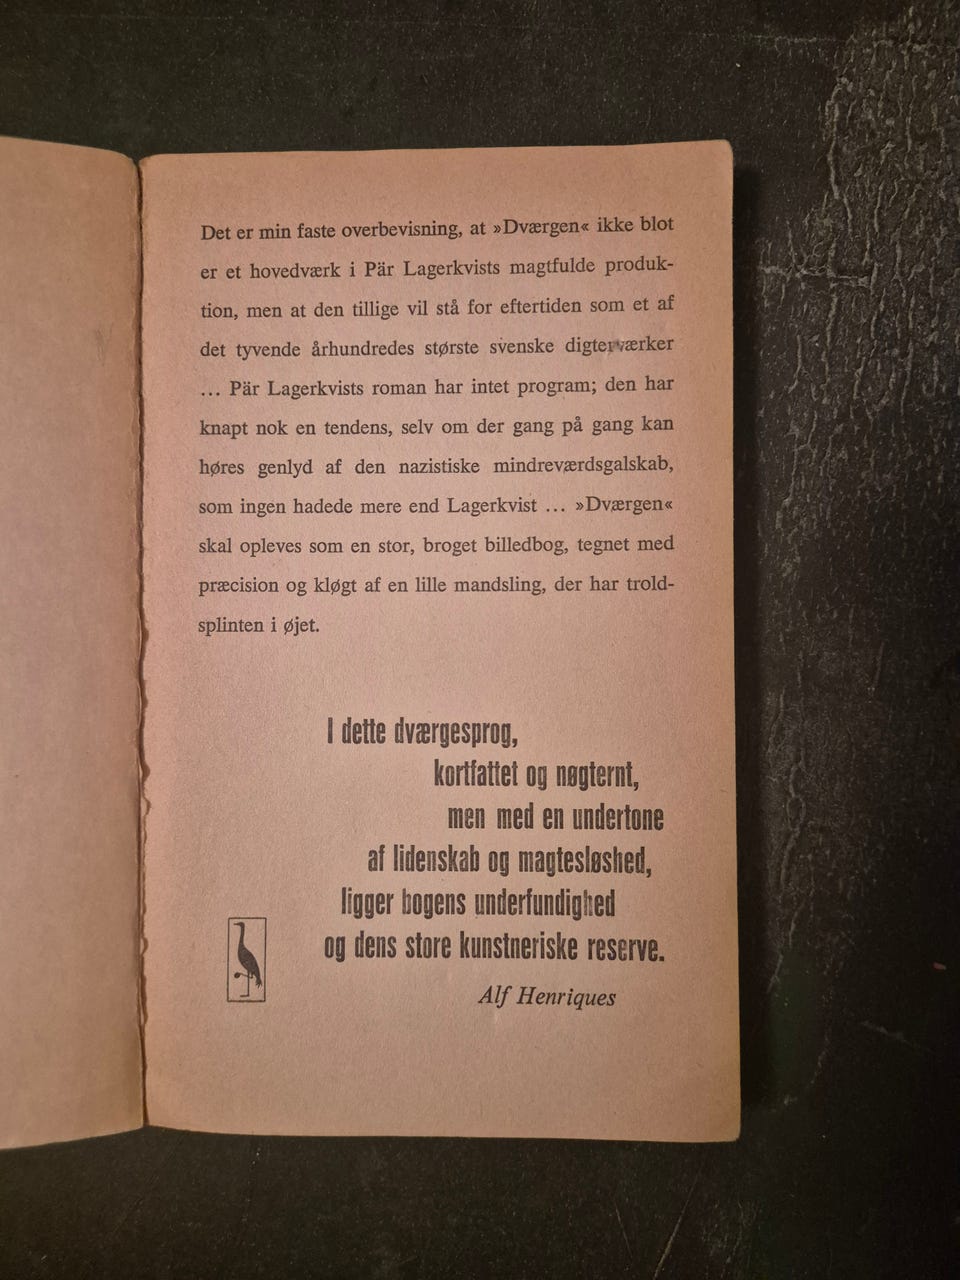 Det er min faste overbevisning, at »Dværgen« ikke blot
er et hovedværk i Pär Lagerkvists magtfulde produk-
tion, men at den tillige vil stå for eftertiden som et af
det tyvende århundredes største svenske digterværker
... Pär Lagerkvists roman har intet program; den har
knapt nok en tendens, selv om der gang på gang kan
høres genlyd af den nazistiske mindreværdsgalskab,
som ingen hadede mere end Lagerkvist ... »Dværgen«
skal opleves som en stor, broget billedbog, tegnet med
præcision og kløgt af en lille mandsling, der har trold-
splinten i øjet.
I dette dværgesprog,
kortfattet og nøgternt,
men med en undertone
af lidenskab og magtesløshed,
ligger bogens underfundighed
og dens store kunstneriske reserve.
Alf Henriques